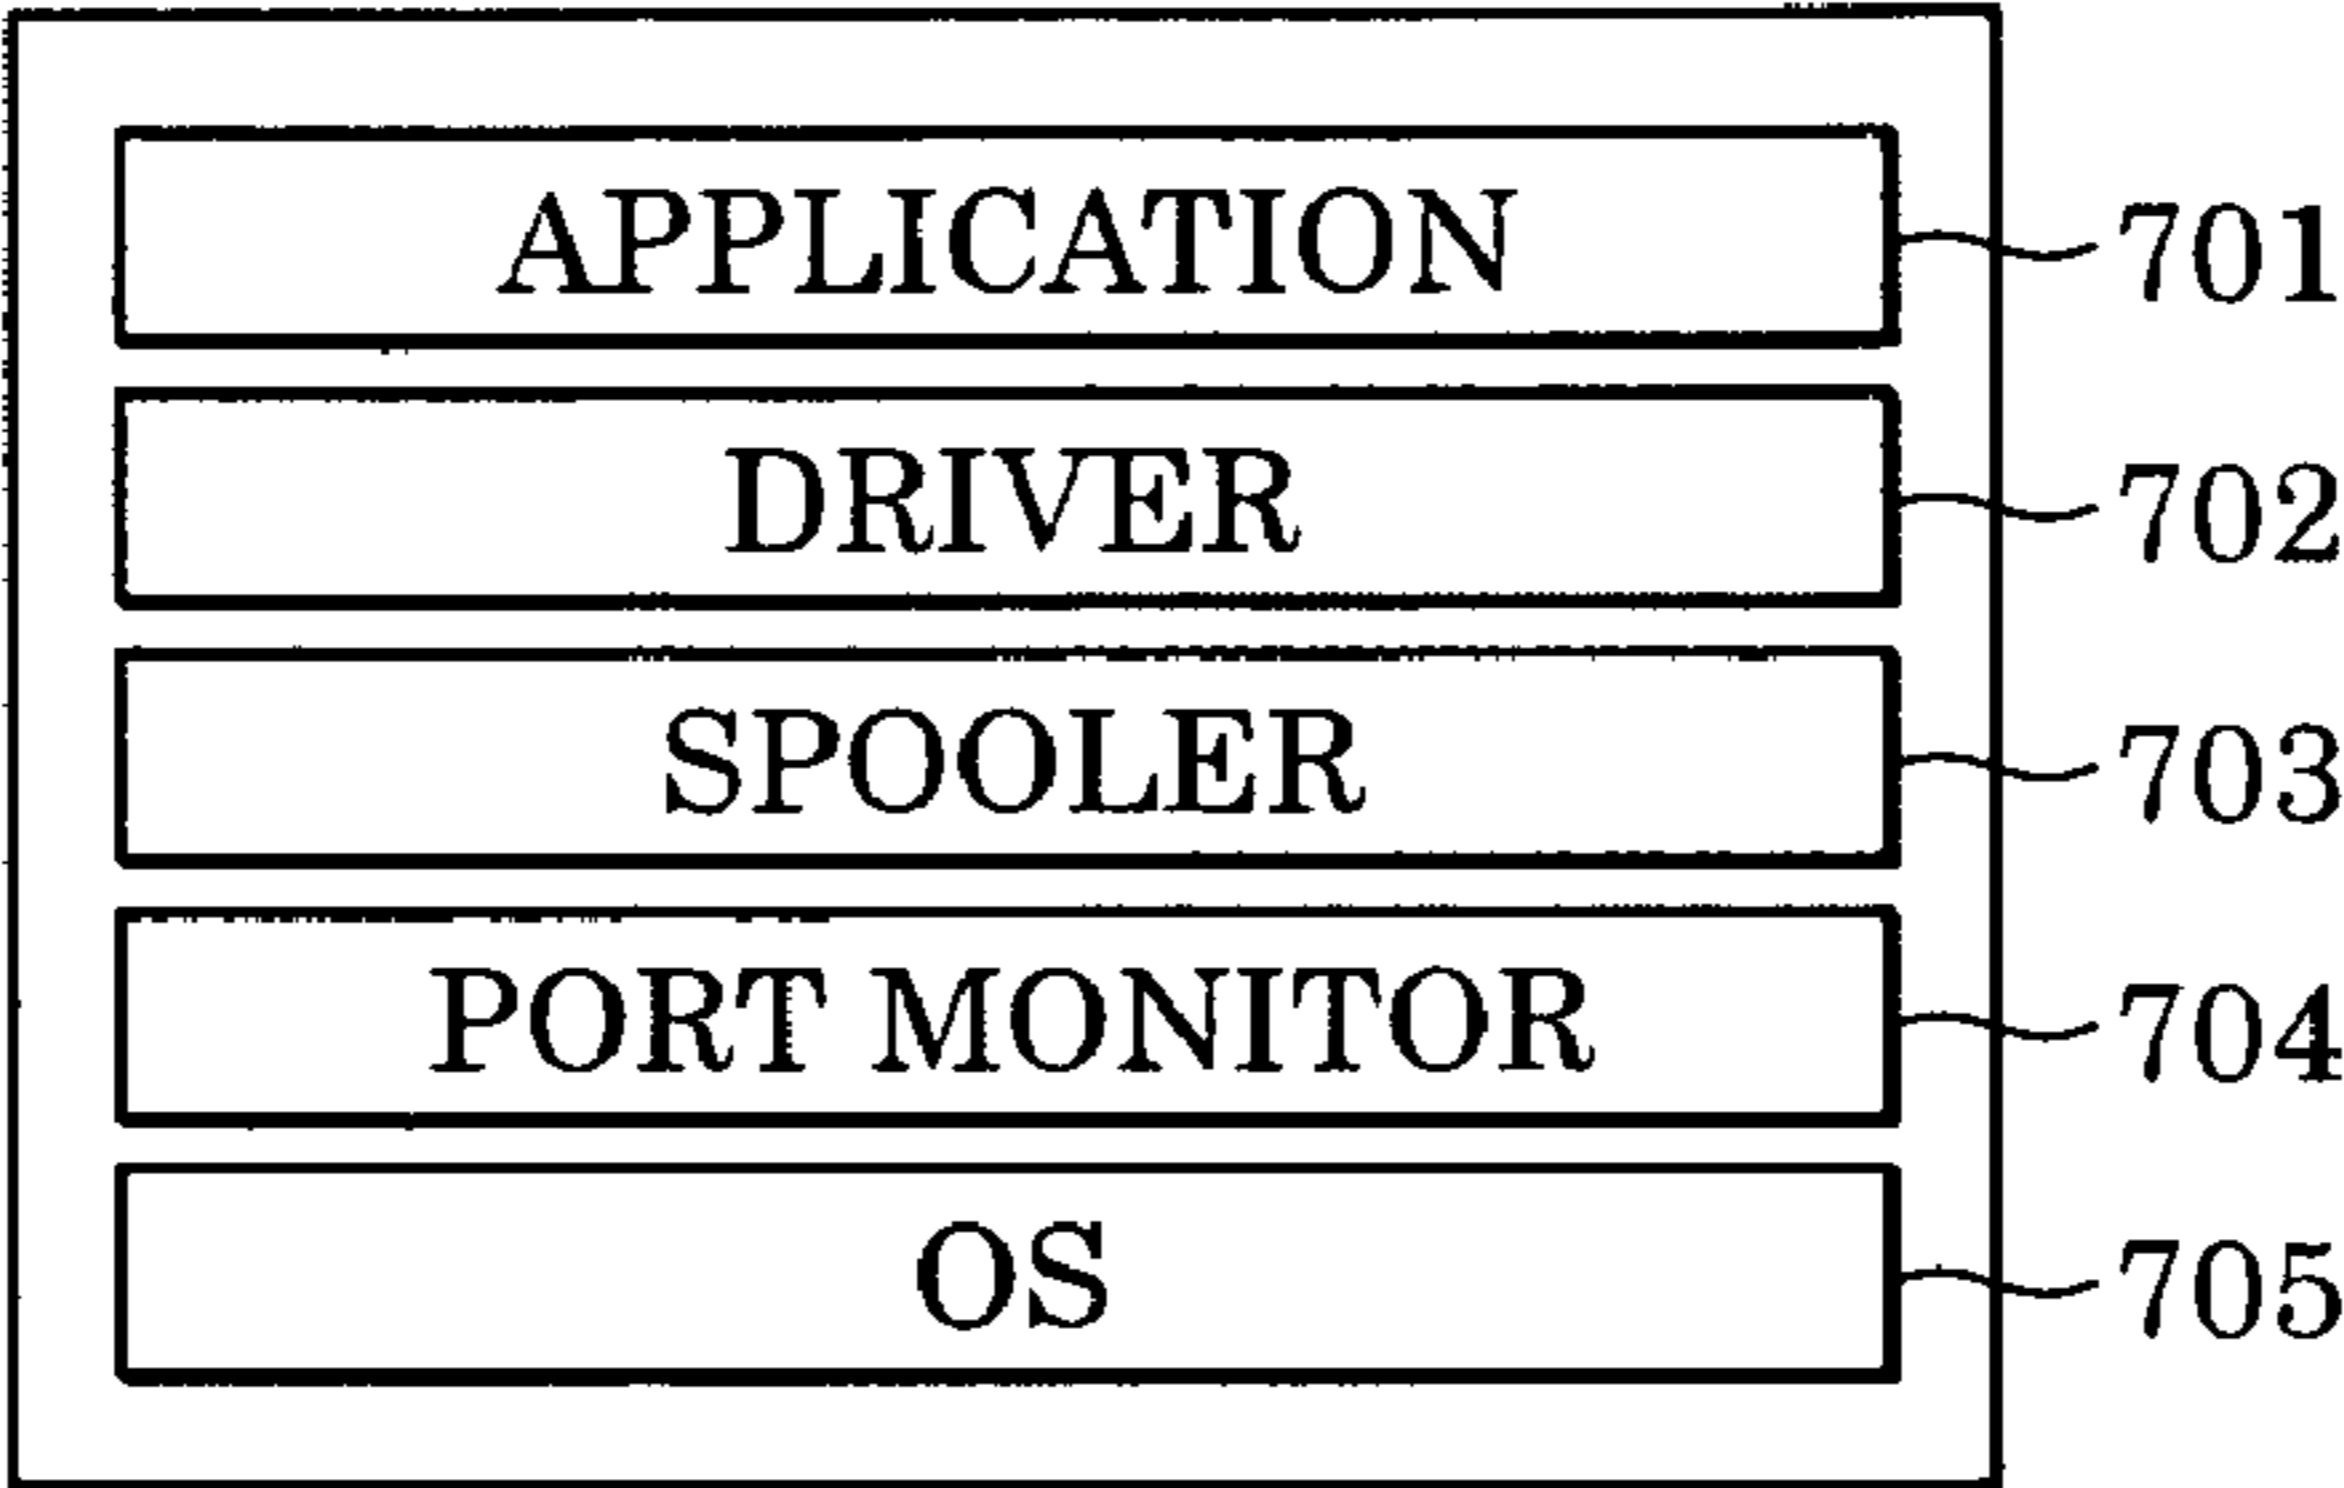 APPLICATION 701
DRIVER 702
SPOOLER 703
PORT MONITOR 704
OS 705